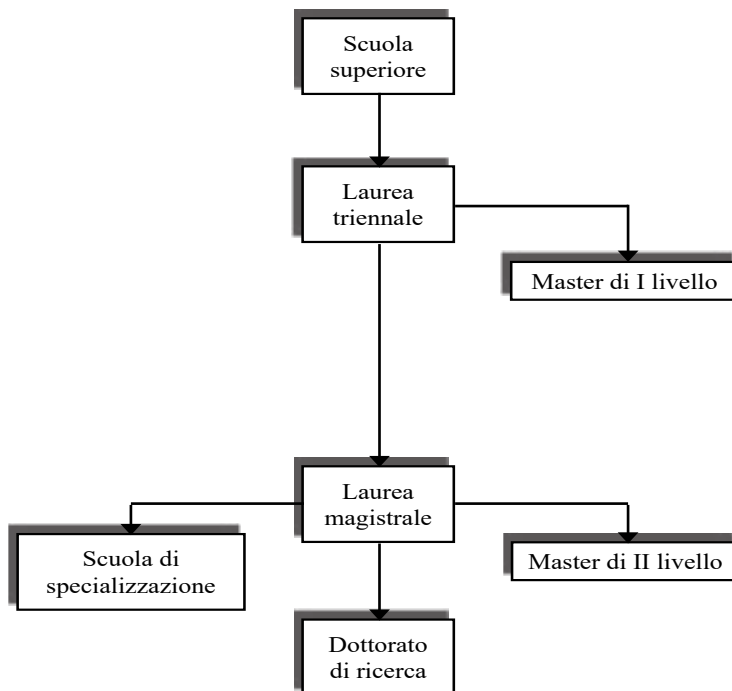 Scuola
superiore
Laurea
triennale
Master di I livello
Laurea
magistrale
Scuola di
specializzazione
Master di II livello
Dottorato
di ricerca